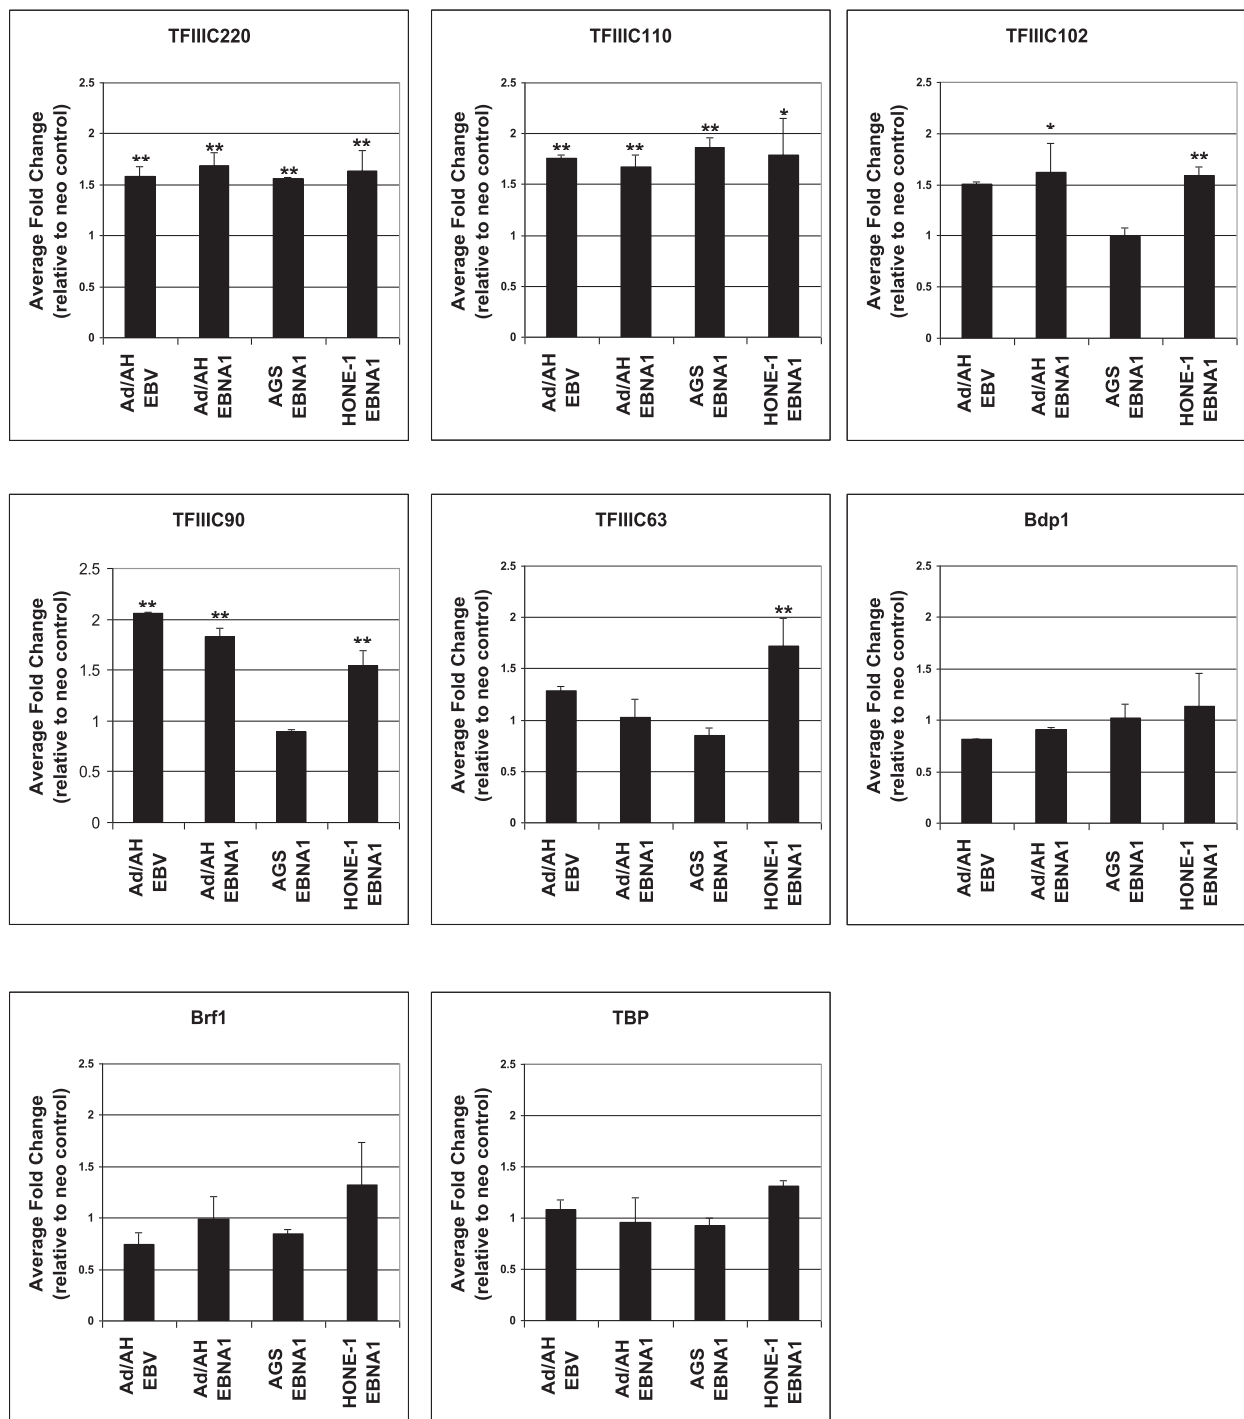 TFIIIC220
Average Fold Change
(relative to neo control)
2.5
2
1.5
1
0.5
0
**
**
**
**
Ad/AH
EBV
Ad/AH
EBNA1
AGS
EBNA1
HONE-1
EBNA1
TFIIIC110
Average Fold Change
(relative to neo control)
2.5
2
1.5
1
0.5
0
**
**
**
*
Ad/AH
EBV
Ad/AH
EBNA1
AGS
EBNA1
HONE-1
EBNA1
TFIIIC102
Average Fold Change
(relative to neo control)
2.5
2
1.5
1
0.5
0
*
**
Ad/AH
EBV
Ad/AH
EBNA1
AGS
EBNA1
HONE-1
EBNA1
TFIIIC90
Average Fold Change
(relative to neo control)
2.5
2
1.5
1
0.5
0
**
**
**
Ad/AH
EBV
Ad/AH
EBNA1
AGS
EBNA1
HONE-1
EBNA1
TFIIIC63
Average Fold Change
(relative to neo control)
2.5
2
1.5
1
0.5
0
**
Ad/AH
EBV
Ad/AH
EBNA1
AGS
EBNA1
HONE-1
EBNA1
Bdp1
Average Fold Change
(relative to neo control)
2.5
2
1.5
1
0.5
0
Ad/AH
EBV
Ad/AH
EBNA1
AGS
EBNA1
HONE-1
EBNA1
Brf1
Average Fold Change
(relative to neo control)
2.5
2
1.5
1
0.5
0
Ad/AH
EBV
Ad/AH
EBNA1
AGS
EBNA1
HONE-1
EBNA1
TBP
Average Fold Change
(relative to neo control)
2.5
2
1.5
1
0.5
0
Ad/AH
EBV
Ad/AH
EBNA1
AGS
EBNA1
HONE-1
EBNA1